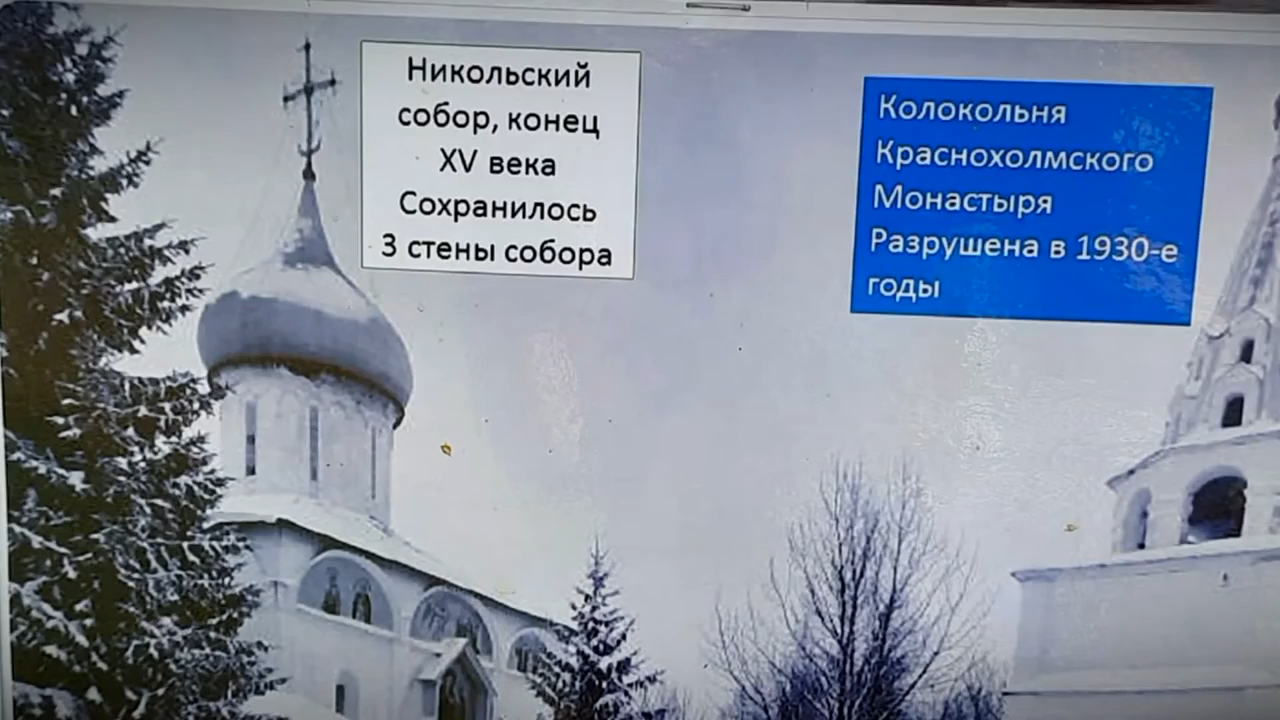 Никольский
собор, конец
XV века
Сохранилось
3 стены собора
Колокольня
Краснохолмского
Монастыря
Разрушена в 1930-е
годы